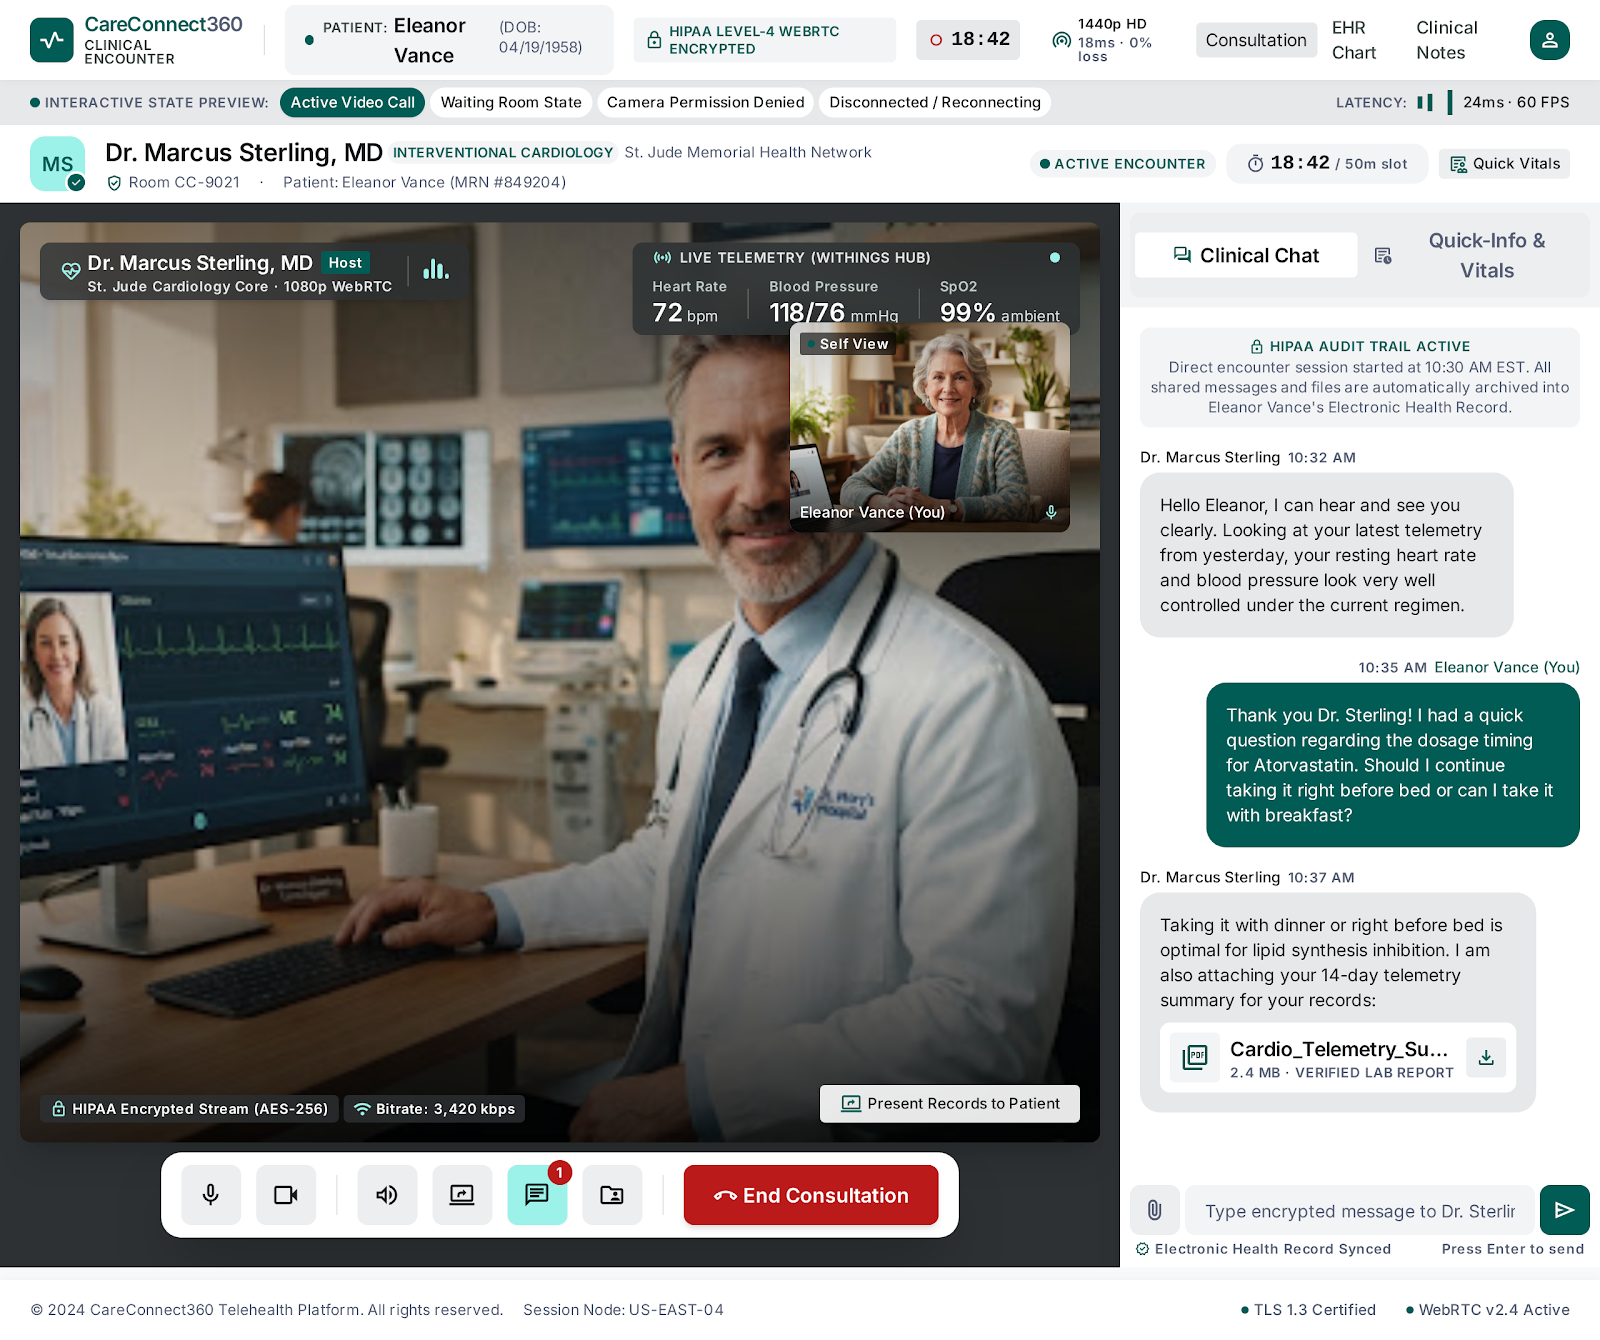 CareConnect360
CLINICAL
ENCOUNTER
PATIENT: Eleanor
Vance
(DOB:
04/19/1958)
HIPAA LEVEL-4 WEBRTC
ENCRYPTED
18:42
1440p HD
18ms · 0%
loss
Consultation
EHR
Chart
Clinical
Notes
INTERACTIVE STATE PREVIEW:
Active Video Call
Waiting Room State
Camera Permission Denied
Disconnected / Reconnecting
LATENCY:
24ms · 60 FPS
MS
Dr. Marcus Sterling, MD
INTERVENTIONAL CARDIOLOGY
St. Jude Memorial Health Network
Room CC-9021 · Patient: Eleanor Vance (MRN #849204)
ACTIVE ENCOUNTER
18:42 / 50m slot
Quick Vitals
Dr. Marcus Sterling, MD Host
St. Jude Cardiology Core · 1080p WebRTC
LIVE TELEMETRY (WITHINGS HUB)
Heart Rate
72 bpm
Blood Pressure
118/76 mmHg
SpO2
99% ambient
Self View
Eleanor Vance (You)
HIPAA Encrypted Stream (AES-256)
Bitrate: 3,420 kbps
Present Records to Patient
1
End Consultation
Clinical Chat
Quick-Info &
Vitals
HIPAA AUDIT TRAIL ACTIVE
Direct encounter session started at 10:30 AM EST. All
shared messages and files are automatically archived into
Eleanor Vance's Electronic Health Record.
Dr. Marcus Sterling 10:32 AM
Hello Eleanor, I can hear and see you
clearly. Looking at your latest telemetry
from yesterday, your resting heart rate
and blood pressure look very well
controlled under the current regimen.
10:35 AM Eleanor Vance (You)
Thank you Dr. Sterling! I had a quick
question regarding the dosage timing
for Atorvastatin. Should I continue
taking it right before bed or can I take it
with breakfast?
Dr. Marcus Sterling 10:37 AM
Taking it with dinner or right before bed is
optimal for lipid synthesis inhibition. I am
also attaching your 14-day telemetry
summary for your records:
PDF
Cardio_Telemetry_Su...
2.4 MB · VERIFIED LAB REPORT
Type encrypted message to Dr. Sterlir
Electronic Health Record Synced
Press Enter to send
© 2024 CareConnect360 Telehealth Platform. All rights reserved.
Session Node: US-EAST-04
TLS 1.3 Certified
WebRTC v2.4 Active